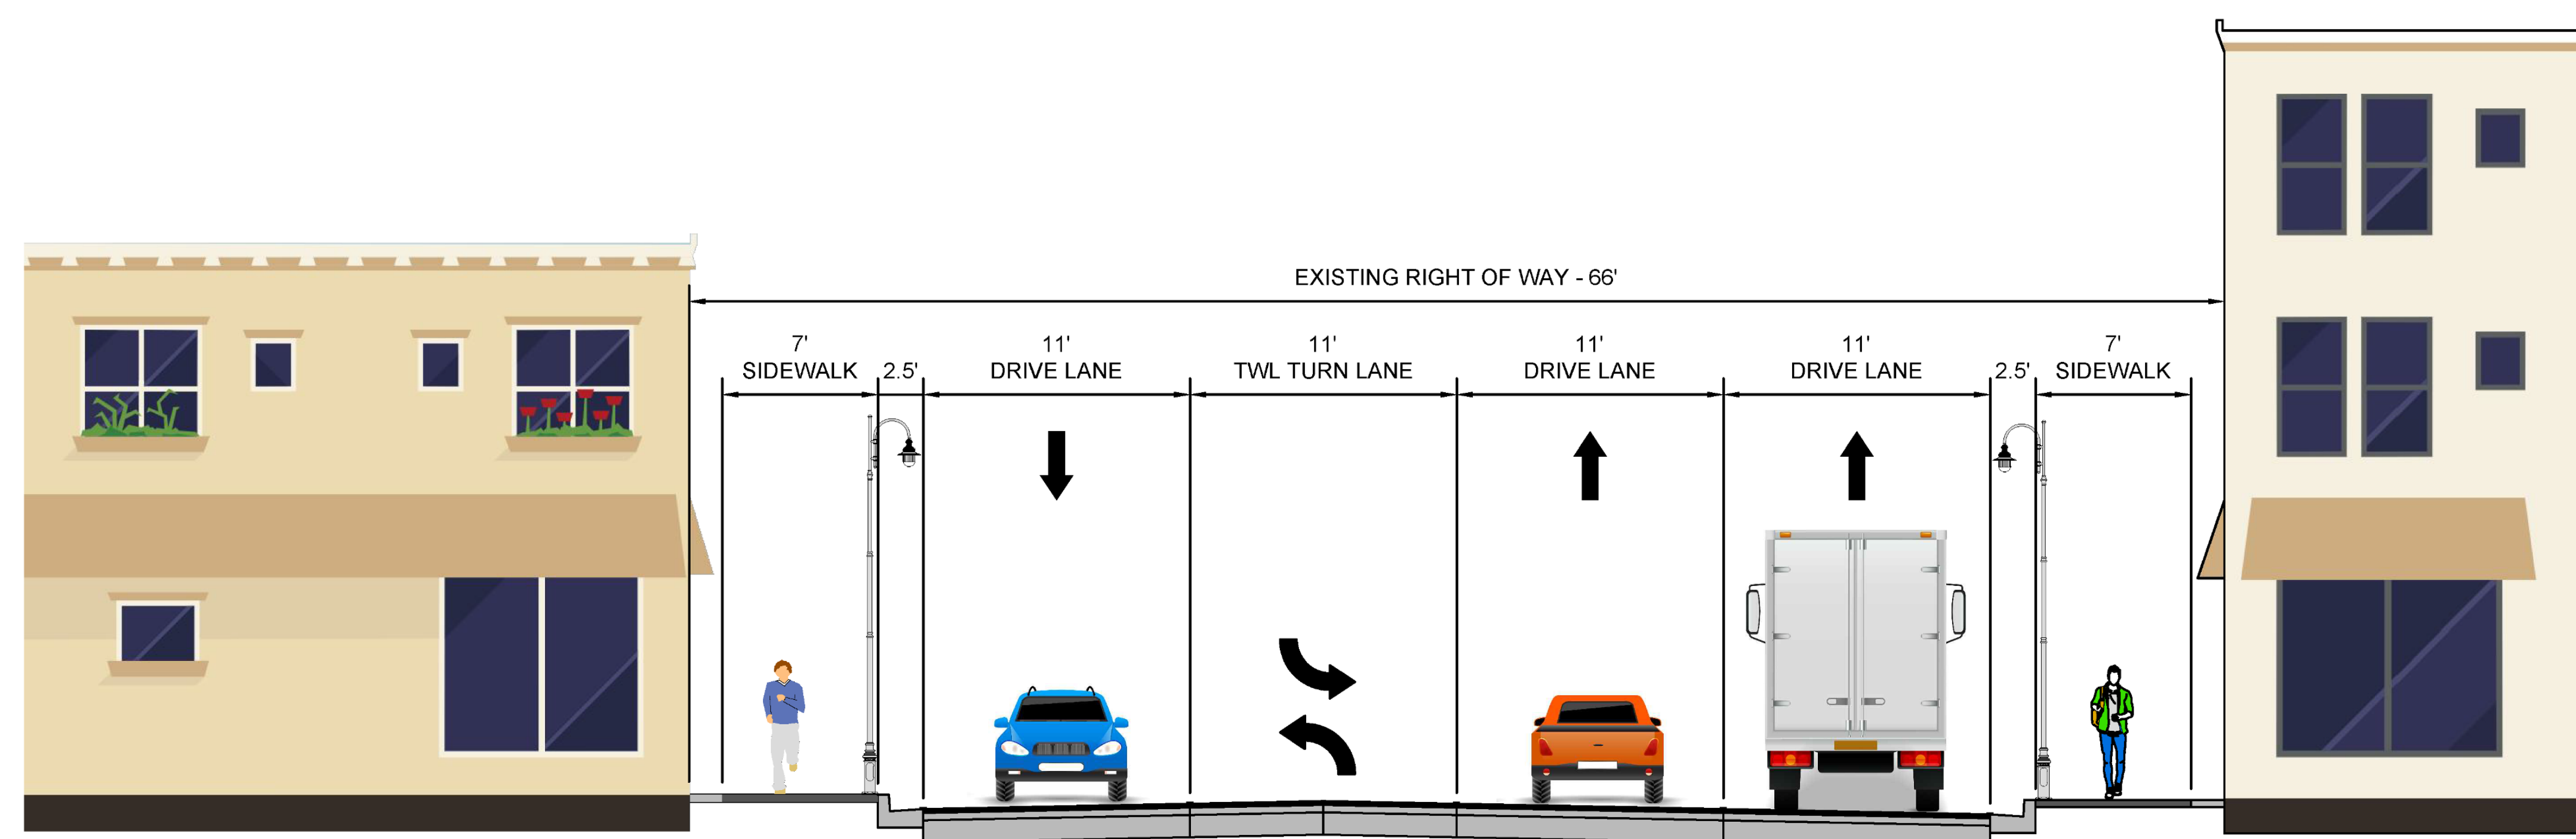 EXISTING RIGHT OF WAY - 66'
7'
SIDEWALK
2.5'
11'
DRIVE LANE
11'
TWL TURN LANE
11'
DRIVE LANE
11'
DRIVE LANE
2.5'
7'
SIDEWALK